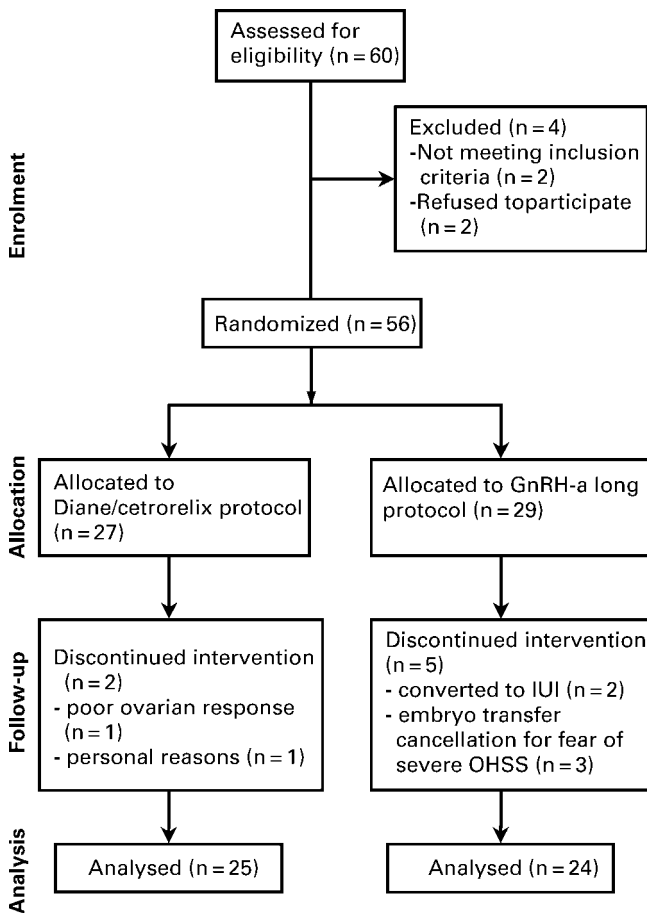 Assessed for
eligibility (n = 60)
Enrolment
Excluded (n = 4)
-Not meeting inclusion
criteria (n = 2)
-Refused toparticipate
(n = 2)
Randomized (n = 56)
Allocation
Allocated to
Diane/cetrorelix protocol
(n = 27)
Allocated to GnRH-a long
protocol (n = 29)
Follow-up
Discontinued intervention
(n = 2)
- poor ovarian response
(n = 1)
- personal reasons (n = 1)
Discontinued intervention
(n = 5)
- converted to IUI (n = 2)
- embryo transfer
cancellation for fear of
severe OHSS (n = 3)
Analysis
Analysed (n = 25)
Analysed (n = 24)